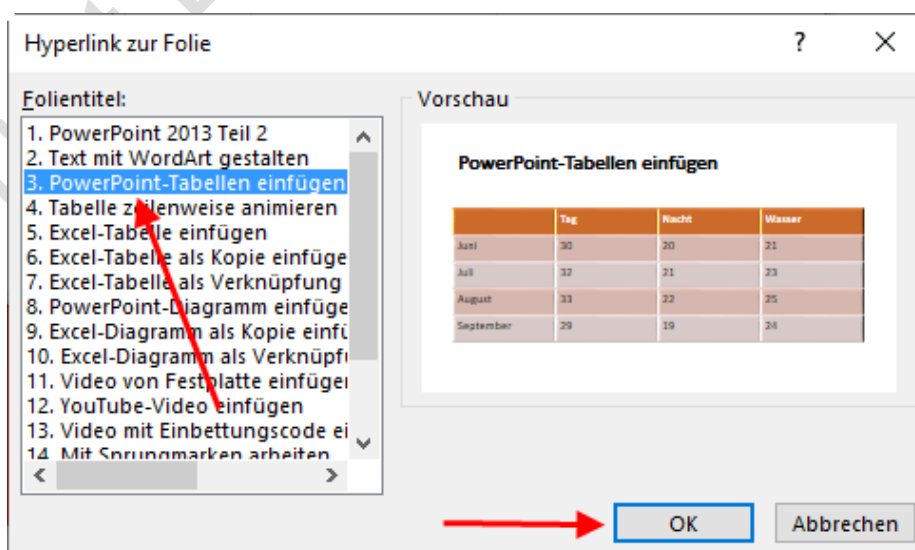 Hyperlink zur Folie
?
Folientitel:
1. PowerPoint 2013 Teil 2
2. Text mit WordArt gestalten
3. PowerPoint-Tabellen einfügen
4. Tabelle zeilenweise animieren
5. Excel-Tabelle einfügen
6. Excel-Tabelle als Kopie einfüge
7. Excel-Tabelle als Verknüpfung
8. PowerPoint-Diagramm einfüge
9. Excel-Diagramm als Kopie einfü
10. Excel-Diagramm als Verknüpfu
11. Video von Festplatte einfügen
12. YouTube-Video einfügen
13. Video mit Einbettungscode ei
14. Mit Sprungmarken arbeiten
Vorschau
PowerPoint-Tabellen einfügen
Tag Nacht Wasser
Juni 30 20 21
Juli 32 21 23
August 33 22 25
September 29 19 24
OK Abbrechen